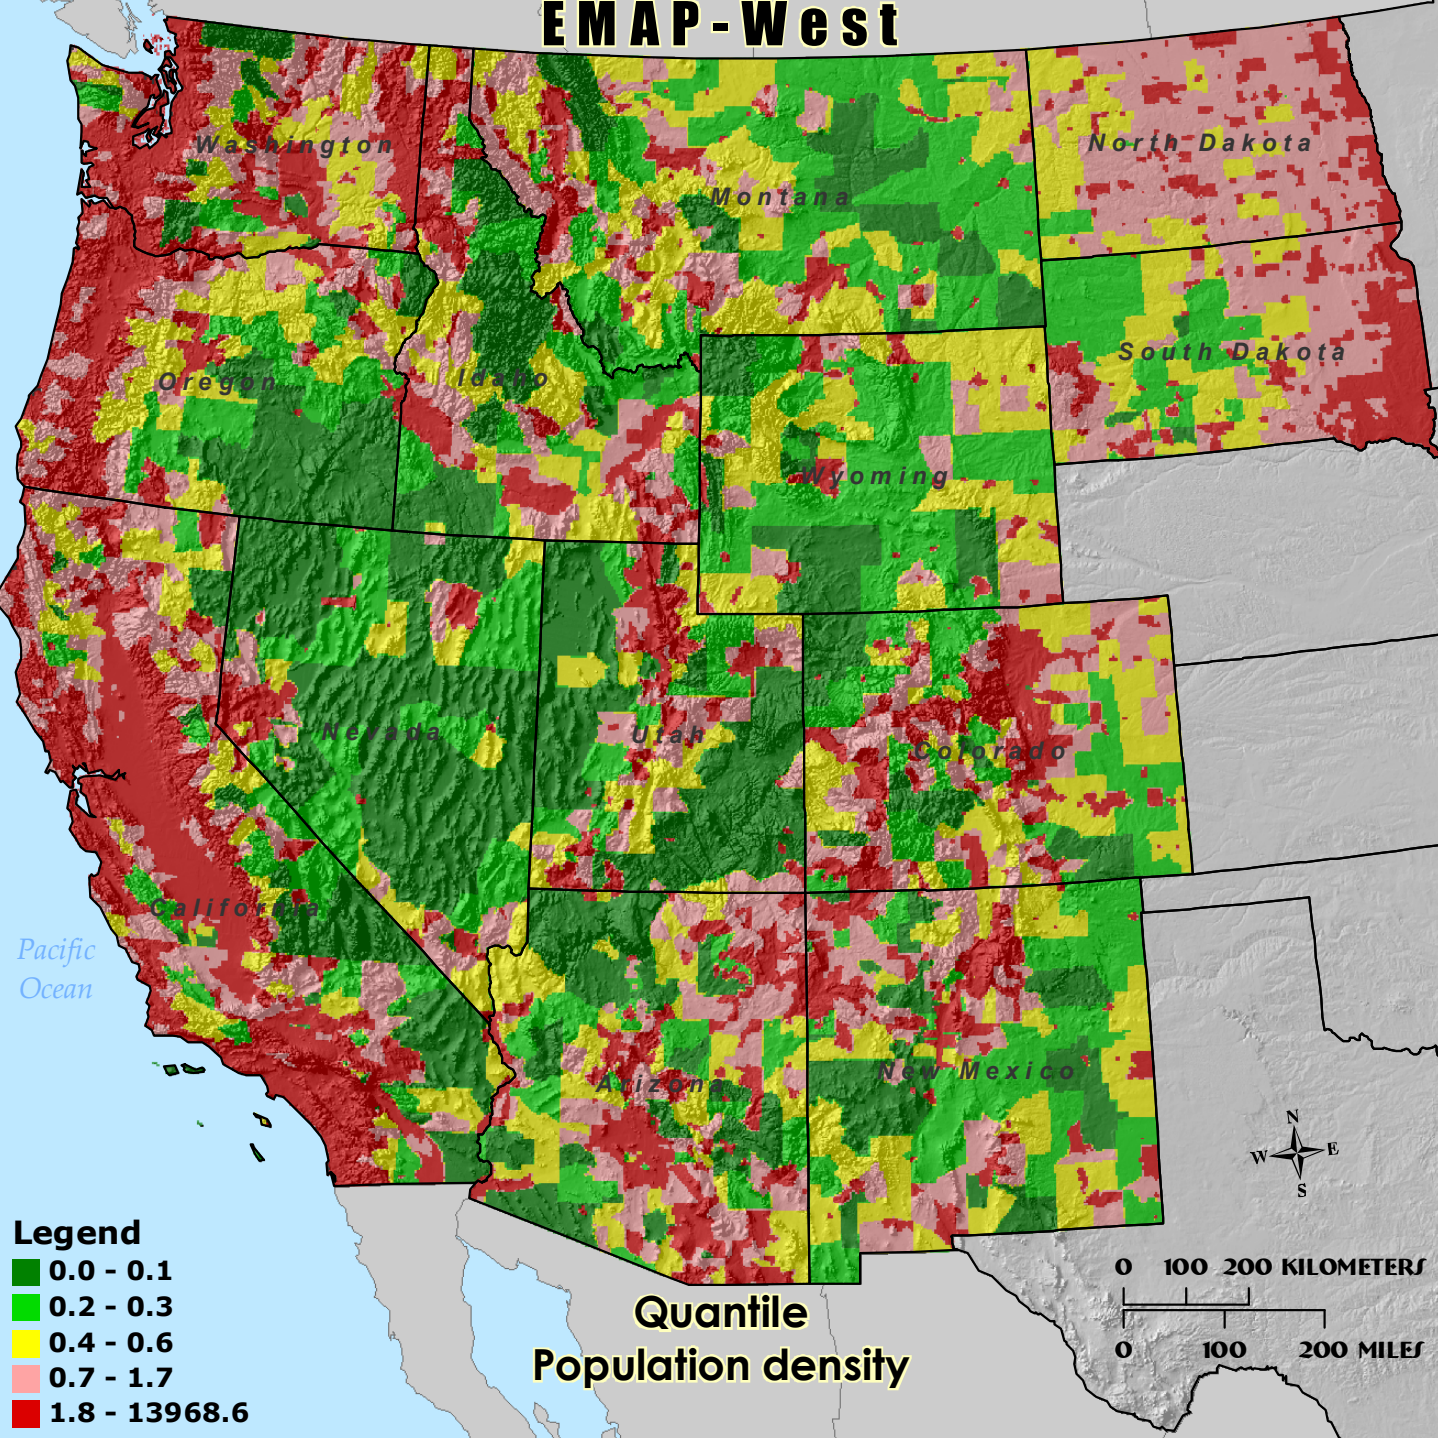 EMAP-West
Washington
North Dakota
Montana
South Dakota
Oregon
Idaho
Wyoming
Nevada
Utah
Colorado
California
Pacific
Ocean
New Mexico
Arizona
N
W E
S
Legend
0.0 - 0.1
0.2 - 0.3
0.4 - 0.6
0.7 - 1.7
1.8 - 13968.6
Quantile
Population density
0 100 200 KILOMETERS
0 100 200 MILES